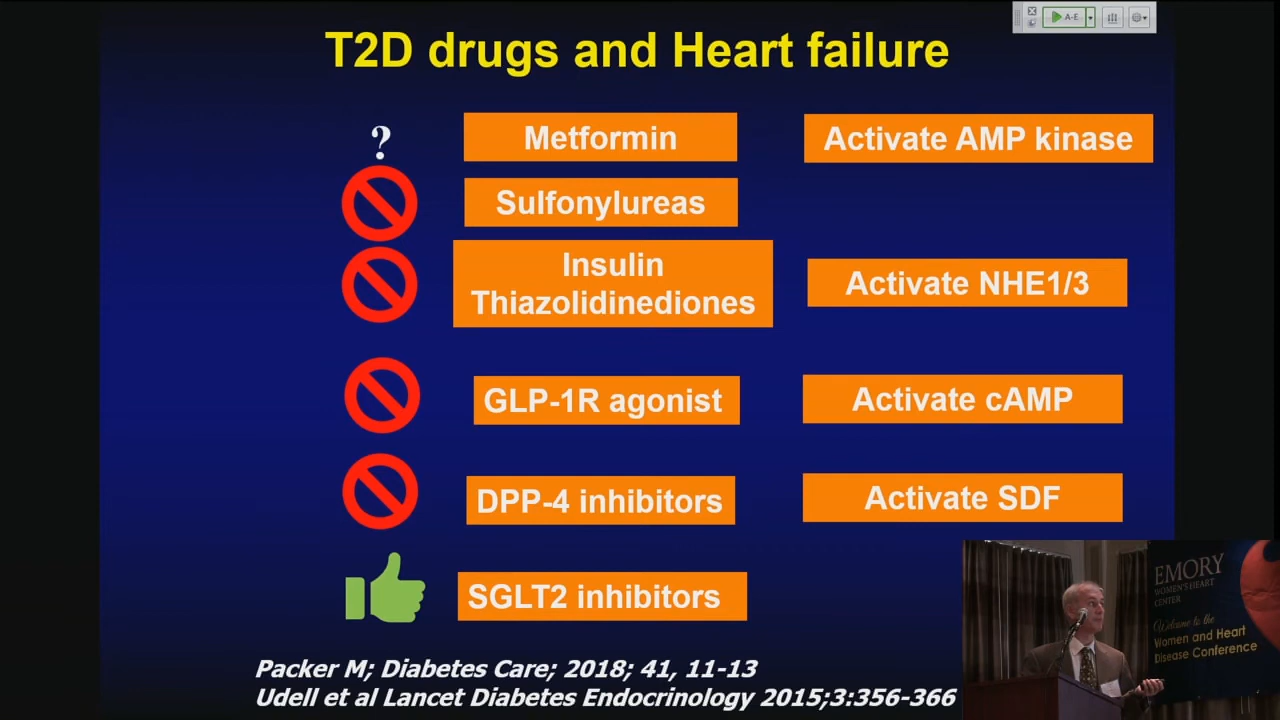 A-E
T2D drugs and Heart failure
?
Metformin
Activate AMP kinase
Sulfonylureas
Insulin
Thiazolidinediones
Activate NHE1/3
GLP-1R agonist
Activate cAMP
DPP-4 inhibitors
Activate SDF
SGLT2 inhibitors
Packer M; Diabetes Care; 2018; 41, 11-13
Udell et al Lancet Diabetes Endocrinology 2015;3:356-366
EMORY
WOMEN'S HEART
CENTER
Welcome to the
Women and Heart
Disease Conference